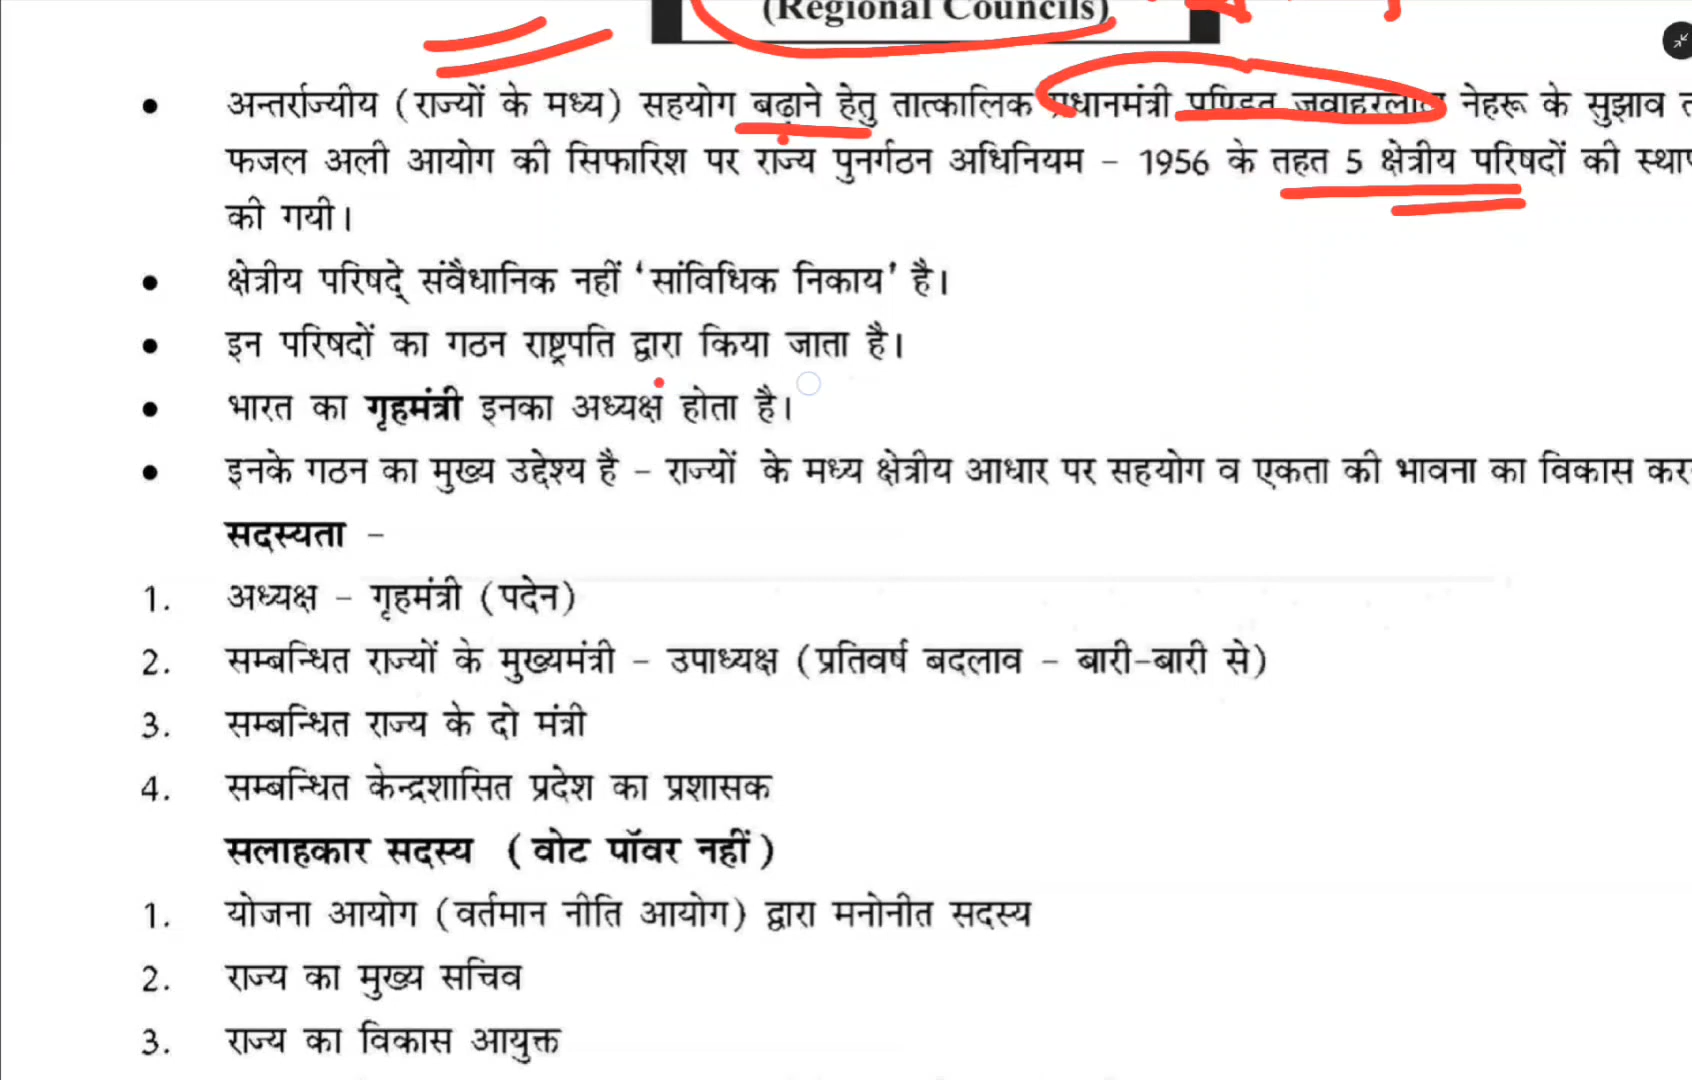 (Regional Councils)
• अन्तर्राज्यीय (राज्यों के मध्य) सहयोग बढ़ाने हेतु तात्कालिक प्रधानमंत्री पण्डित जवाहरलाल नेहरू के सुझाव
फजल अली आयोग की सिफारिश पर राज्य पुनर्गठन अधिनियम – 1956 के तहत 5 क्षेत्रीय परिषदों की
की गयी।
• क्षेत्रीय परिषदे् संवैधानिक नहीं ‘सांविधिक निकाय’ है।
• इन परिषदों का गठन राष्ट्रपति द्वारा किया जाता है।
• भारत का गृहमंत्री इनका अध्यक्ष होता है।
• इनके गठन का मुख्य उद्देश्य है – राज्यों के मध्य क्षेत्रीय आधार पर सहयोग व एकता की भावना का विकास
सदस्यता –
1. अध्यक्ष – गृहमंत्री (पदेन)
2. सम्बन्धित राज्यों के मुख्यमंत्री – उपाध्यक्ष (प्रतिवर्ष बदलाव – बारी-बारी से)
3. सम्बन्धित राज्य के दो मंत्री
4. सम्बन्धित केन्द्रशासित प्रदेश का प्रशासक
सलाहकार सदस्य (वोट पॉवर नहीं)
1. योजना आयोग (वर्तमान नीति आयोग) द्वारा मनोनीत सदस्य
2. राज्य का मुख्य सचिव
3. राज्य का विकास आयुक्त